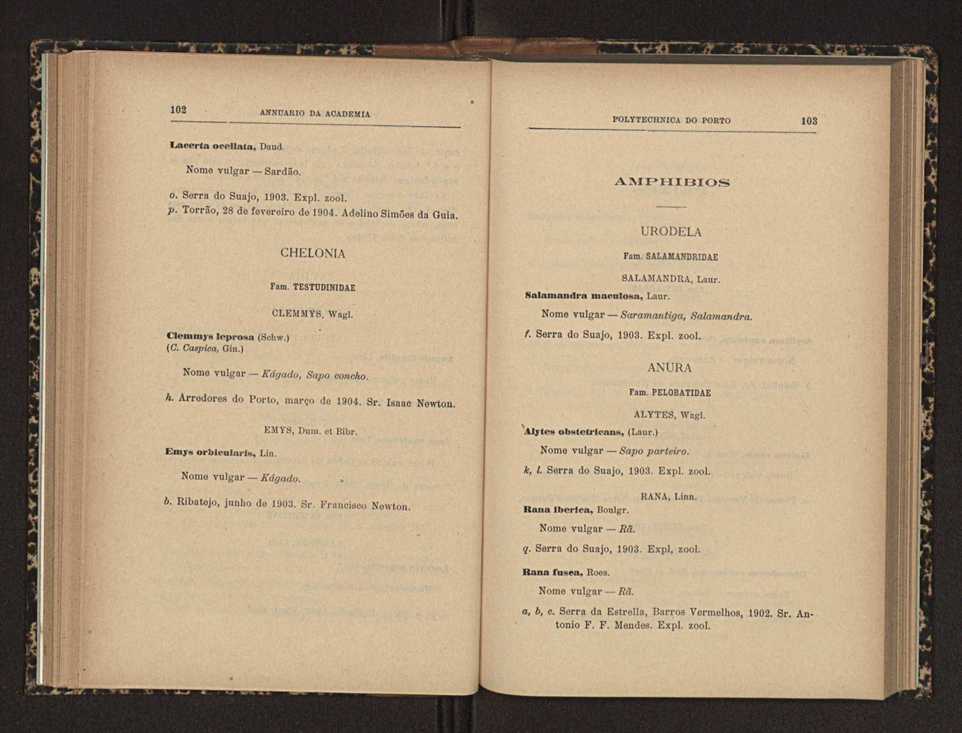 102
ANNUARIO DA ACADEMIA
Lacerta ocellata, Daud.
Nome vulgar — Sardão.
o. Serra do Suajo, 1903. Expl. zool.
p. Torrão, 28 de fevereiro de 1904. Adelino Simões da Guia.
CHELONIA
Fam. TESTUDINIDAE
CLEMMYS, Wagl.
Clemmys leprosa (Schw.)
(C. Caspica, Gin.)
Nome vulgar — Kágado, Sapo concho.
h. Arredores do Porto, março de 1904. Sr. Isaac Newton.
EMYS, Dum. et Bibr.
Emys orbicularis, Lin.
Nome vulgar — Kágado.
b. Ribatejo, junho de 1903. Sr. Francisco Newton.
POLYTECHNICA DO PORTO
103
AMPHIBIOS
URODELA
Fam. SALAMANDRIDAE
SALAMANDRA, Laur.
Salamandra maculosa, Laur.
Nome vulgar — Saramantiga, Salamandra.
f. Serra do Suajo, 1903. Expl. zool.
ANURA
Fam. PELOBATIDAE
ALYTES, Wagl.
Alytes obstetricans, (Laur.)
Nome vulgar — Sapo parteiro.
k, l. Serra do Suajo, 1903. Expl. zool.
RANA, Linn.
Rana iberica, Boulgr.
Nome vulgar — Rã.
q. Serra do Suajo, 1903. Expl, zool.
Rana fusca, Roes.
Nome vulgar — Rã.
a, b, c. Serra da Estrella, Barros Vermelhos, 1902. Sr. An-
tonio F. F. Mendes. Expl. zool.